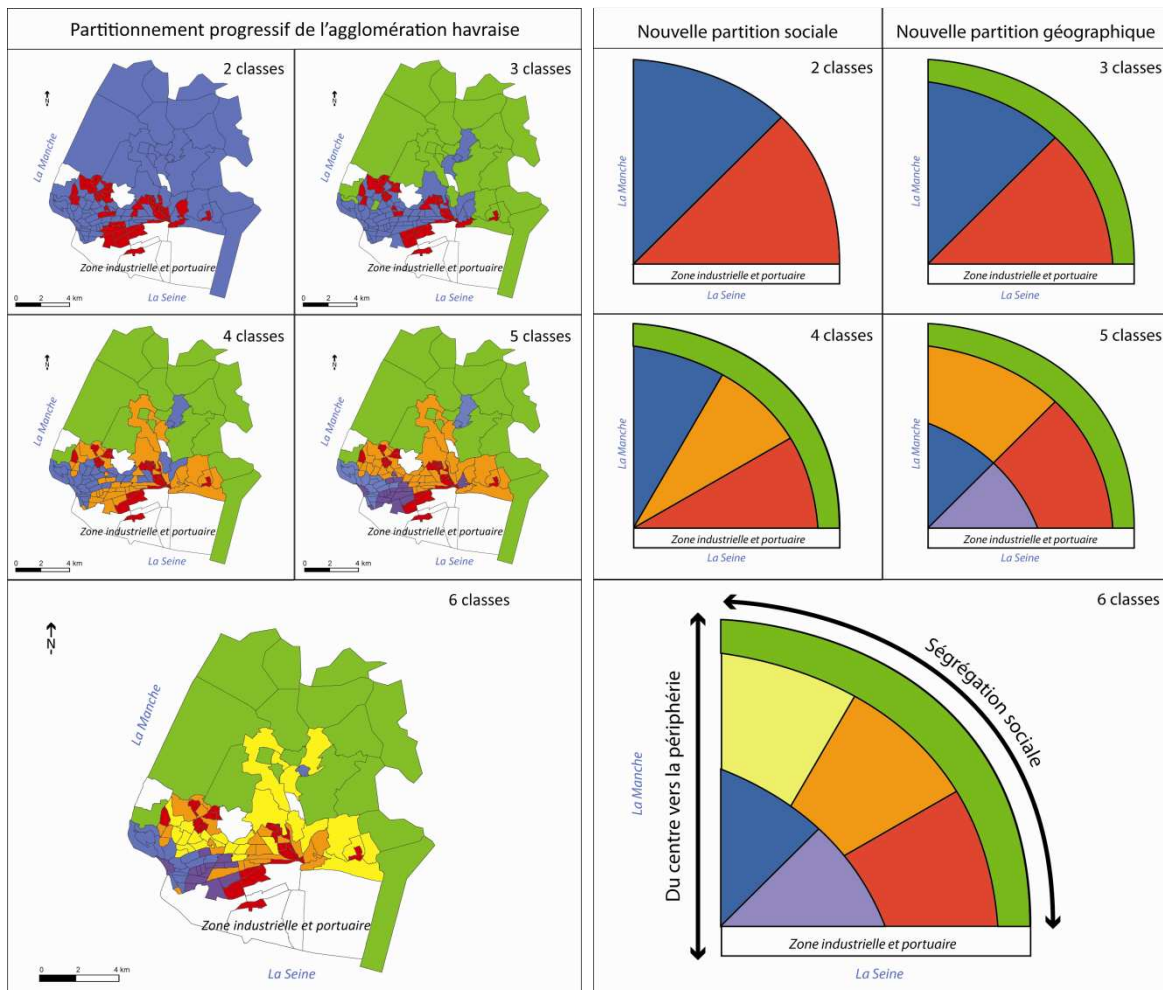 Partitionnement progressif de l'agglomération havraise
2 classes
N
La Manche
Zone industrielle et portuaire
0 2 4 km
La Seine
3 classes
N
La Manche
Zone industrielle et portuaire
0 2 4 km
La Seine
4 classes
N
La Manche
Zone industrielle et portuaire
0 2 4 km
La Seine
5 classes
N
La Manche
Zone industrielle et portuaire
0 2 4 km
La Seine
6 classes
N
La Manche
Zone industrielle et portuaire
0 2 4 km
La Seine
Nouvelle partition sociale
2 classes
La Manche
Zone industrielle et portuaire
La Seine
Nouvelle partition géographique
3 classes
La Manche
Zone industrielle et portuaire
La Seine
4 classes
La Manche
Zone industrielle et portuaire
La Seine
5 classes
La Manche
Zone industrielle et portuaire
La Seine
6 classes
Ségrégation sociale
Du centre vers la périphérie
La Manche
Zone industrielle et portuaire
La Seine